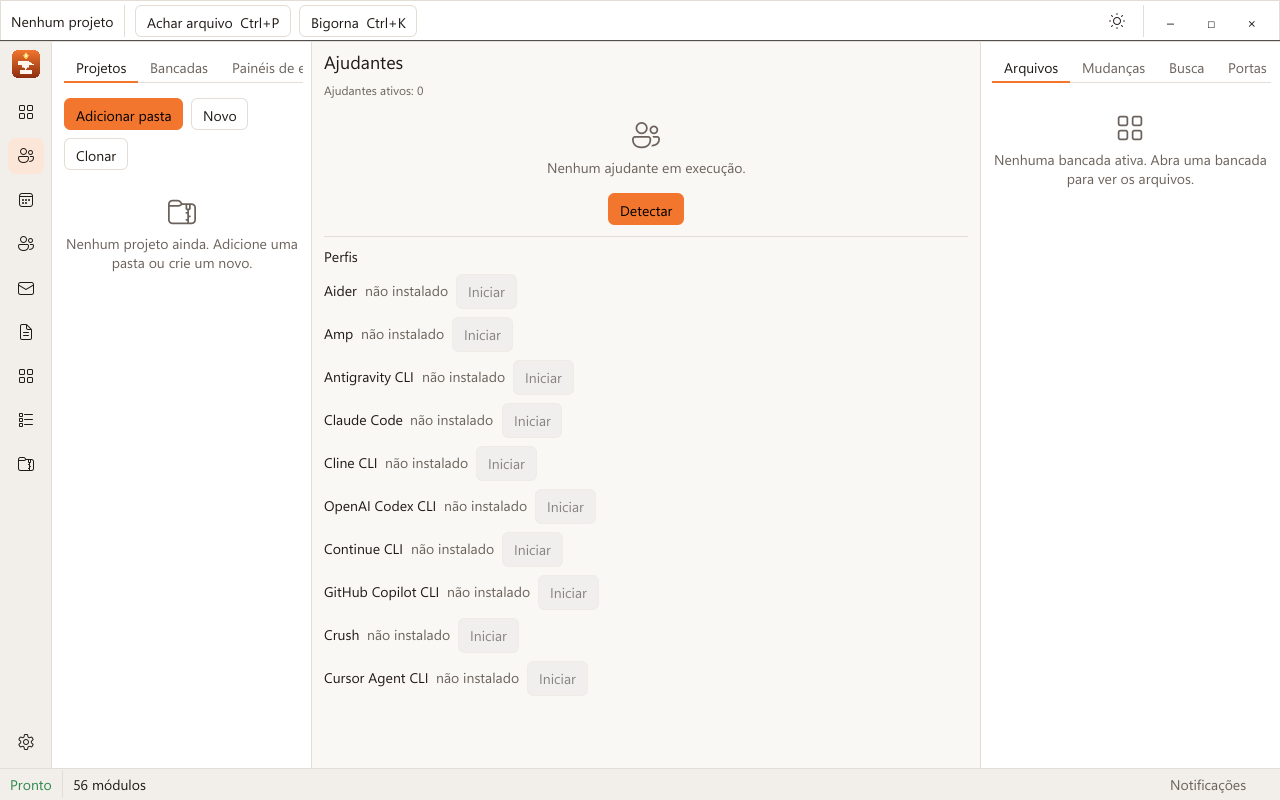 Nenhum projeto
Achar arquivo Ctrl+P
Bigorna Ctrl+K
Projetos
Bancadas
Painéis de e
Adicionar pasta
Novo
Clonar
Nenhum projeto ainda. Adicione uma
pasta ou crie um novo.
Ajudantes
Ajudantes ativos: 0
Nenhum ajudante em execução.
Detectar
Perfis
Aider não instalado Iniciar
Amp não instalado Iniciar
Antigravity CLI não instalado Iniciar
Claude Code não instalado Iniciar
Cline CLI não instalado Iniciar
OpenAI Codex CLI não instalado Iniciar
Continue CLI não instalado Iniciar
GitHub Copilot CLI não instalado Iniciar
Crush não instalado Iniciar
Cursor Agent CLI não instalado Iniciar
Arquivos
Mudanças
Busca
Portas
Nenhuma bancada ativa. Abra uma bancada
para ver os arquivos.
Pronto
56 módulos
Notificações